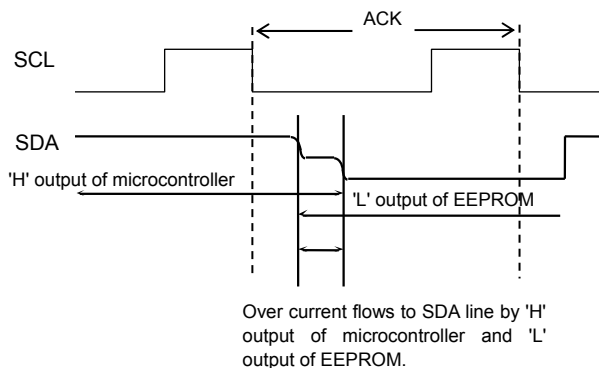 ACK
SCL
SDA
'H' output of microcontroller
'L' output of EEPROM
Over current flows to SDA line by 'H'
output of microcontroller and 'L'
output of EEPROM.